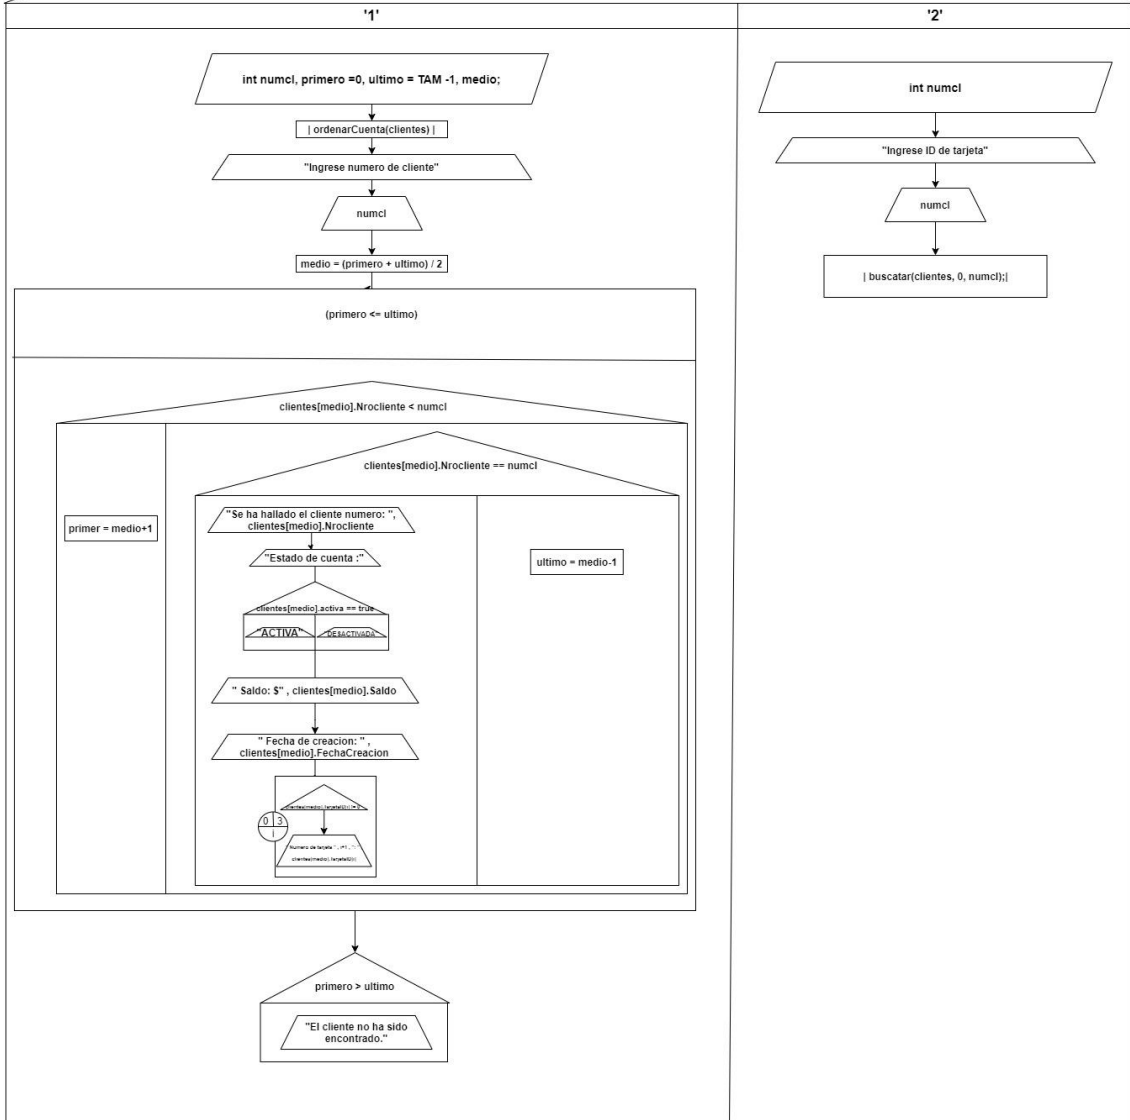 '1'
int numcl, primero =0, ultimo = TAM -1, medio;
| ordenarCuenta(clientes) |
"Ingrese numero de cliente"
numcl
medio = (primero + ultimo) / 2
(primero <= ultimo)
clientes[medio].Nrocliente < numcl
primer = medio+1
clientes[medio].Nrocliente == numcl
"Se ha hallado el cliente numero: ",
clientes[medio].Nrocliente
"Estado de cuenta :"
clientes[medio].activa == true
"ACTIVA"
"DESACTIVADA
" Saldo: $" , clientes[medio].Saldo
" Fecha de creacion: " ,
clientes[medio].FechaCreacion
0 3
i
" Numero de tarjeta "
ultimo = medio-1
primero > ultimo
"El cliente no ha sido
encontrado."
'2'
int numcl
"Ingrese ID de tarjeta"
numcl
| buscatar(clientes, 0, numcl);|